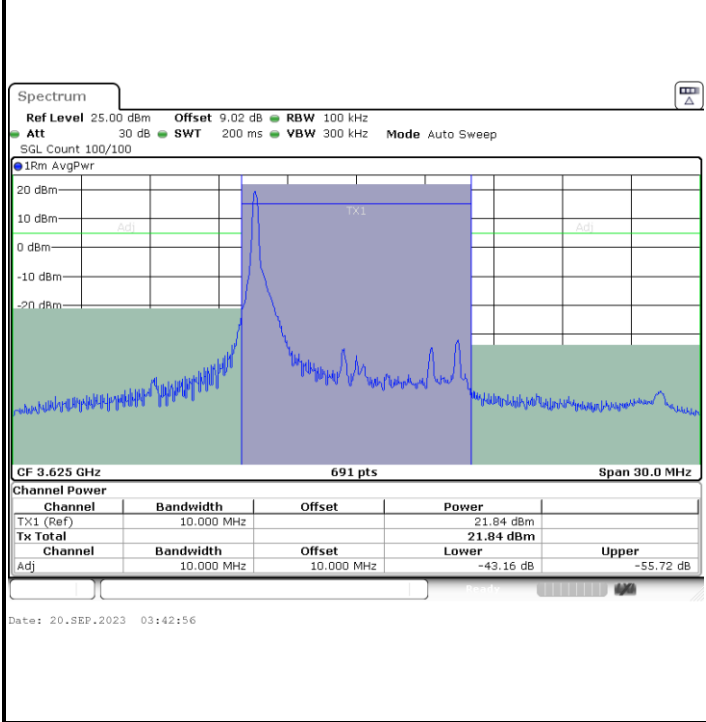 Spectrum
Ref Level 25.00 dBm Offset 9.02 dB RBW 100 kHz
Att 30 dB SWT 200 ms VBW 300 kHz Mode Auto Sweep
SGL Count 100/100
1Rm AvgPwr
20 dBm
TX1
10 dBm
Adj Adj
0 dBm
-10 dBm
-20 dBm
CF 3.625 GHz 691 pts Span 30.0 MHz
Channel Power
Channel Bandwidth Offset Power
TX1 (Ref) 10.000 MHz 21.84 dBm
Tx Total 21.84 dBm
Channel Bandwidth Offset Lower Upper
Adj 10.000 MHz 10.000 MHz -43.16 dB -55.72 dB
Ready
Date: 20.SEP.2023 03:42:56